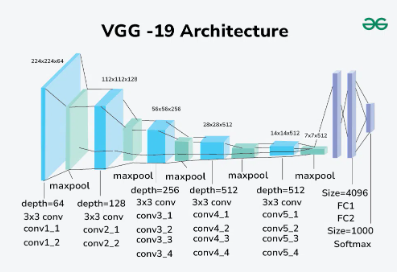 VGG -19 Architecture
224x224x64
112x112x128
56x56x256
28x28x512
14x14x512
7x7x512
maxpool
maxpool
maxpool
maxpool
maxpool
depth=64
3x3 conv
conv1_1
conv1_2
depth=128
3x3 conv
conv2_1
conv2_2
depth=256
3x3 conv
conv3_1
conv3_2
conv3_3
conv3_4
depth=512
3x3 conv
conv4_1
conv4_2
conv4_3
conv4_4
depth=512
3x3 conv
conv5_1
conv5_2
conv5_3
conv5_4
Size=4096
FC1
FC2
Size=1000
Softmax